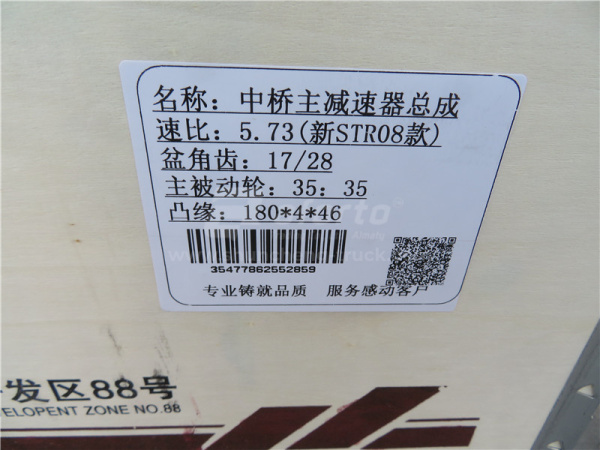 名称：中桥主减速器总成
速比：5.73(新STR08款)
盆角齿：17/28
主被动轮：35：35
凸缘：180*4*46
35477862552859
专业铸就品质 服务感动客户
发区88号
ELOPENT ZONE NO.88